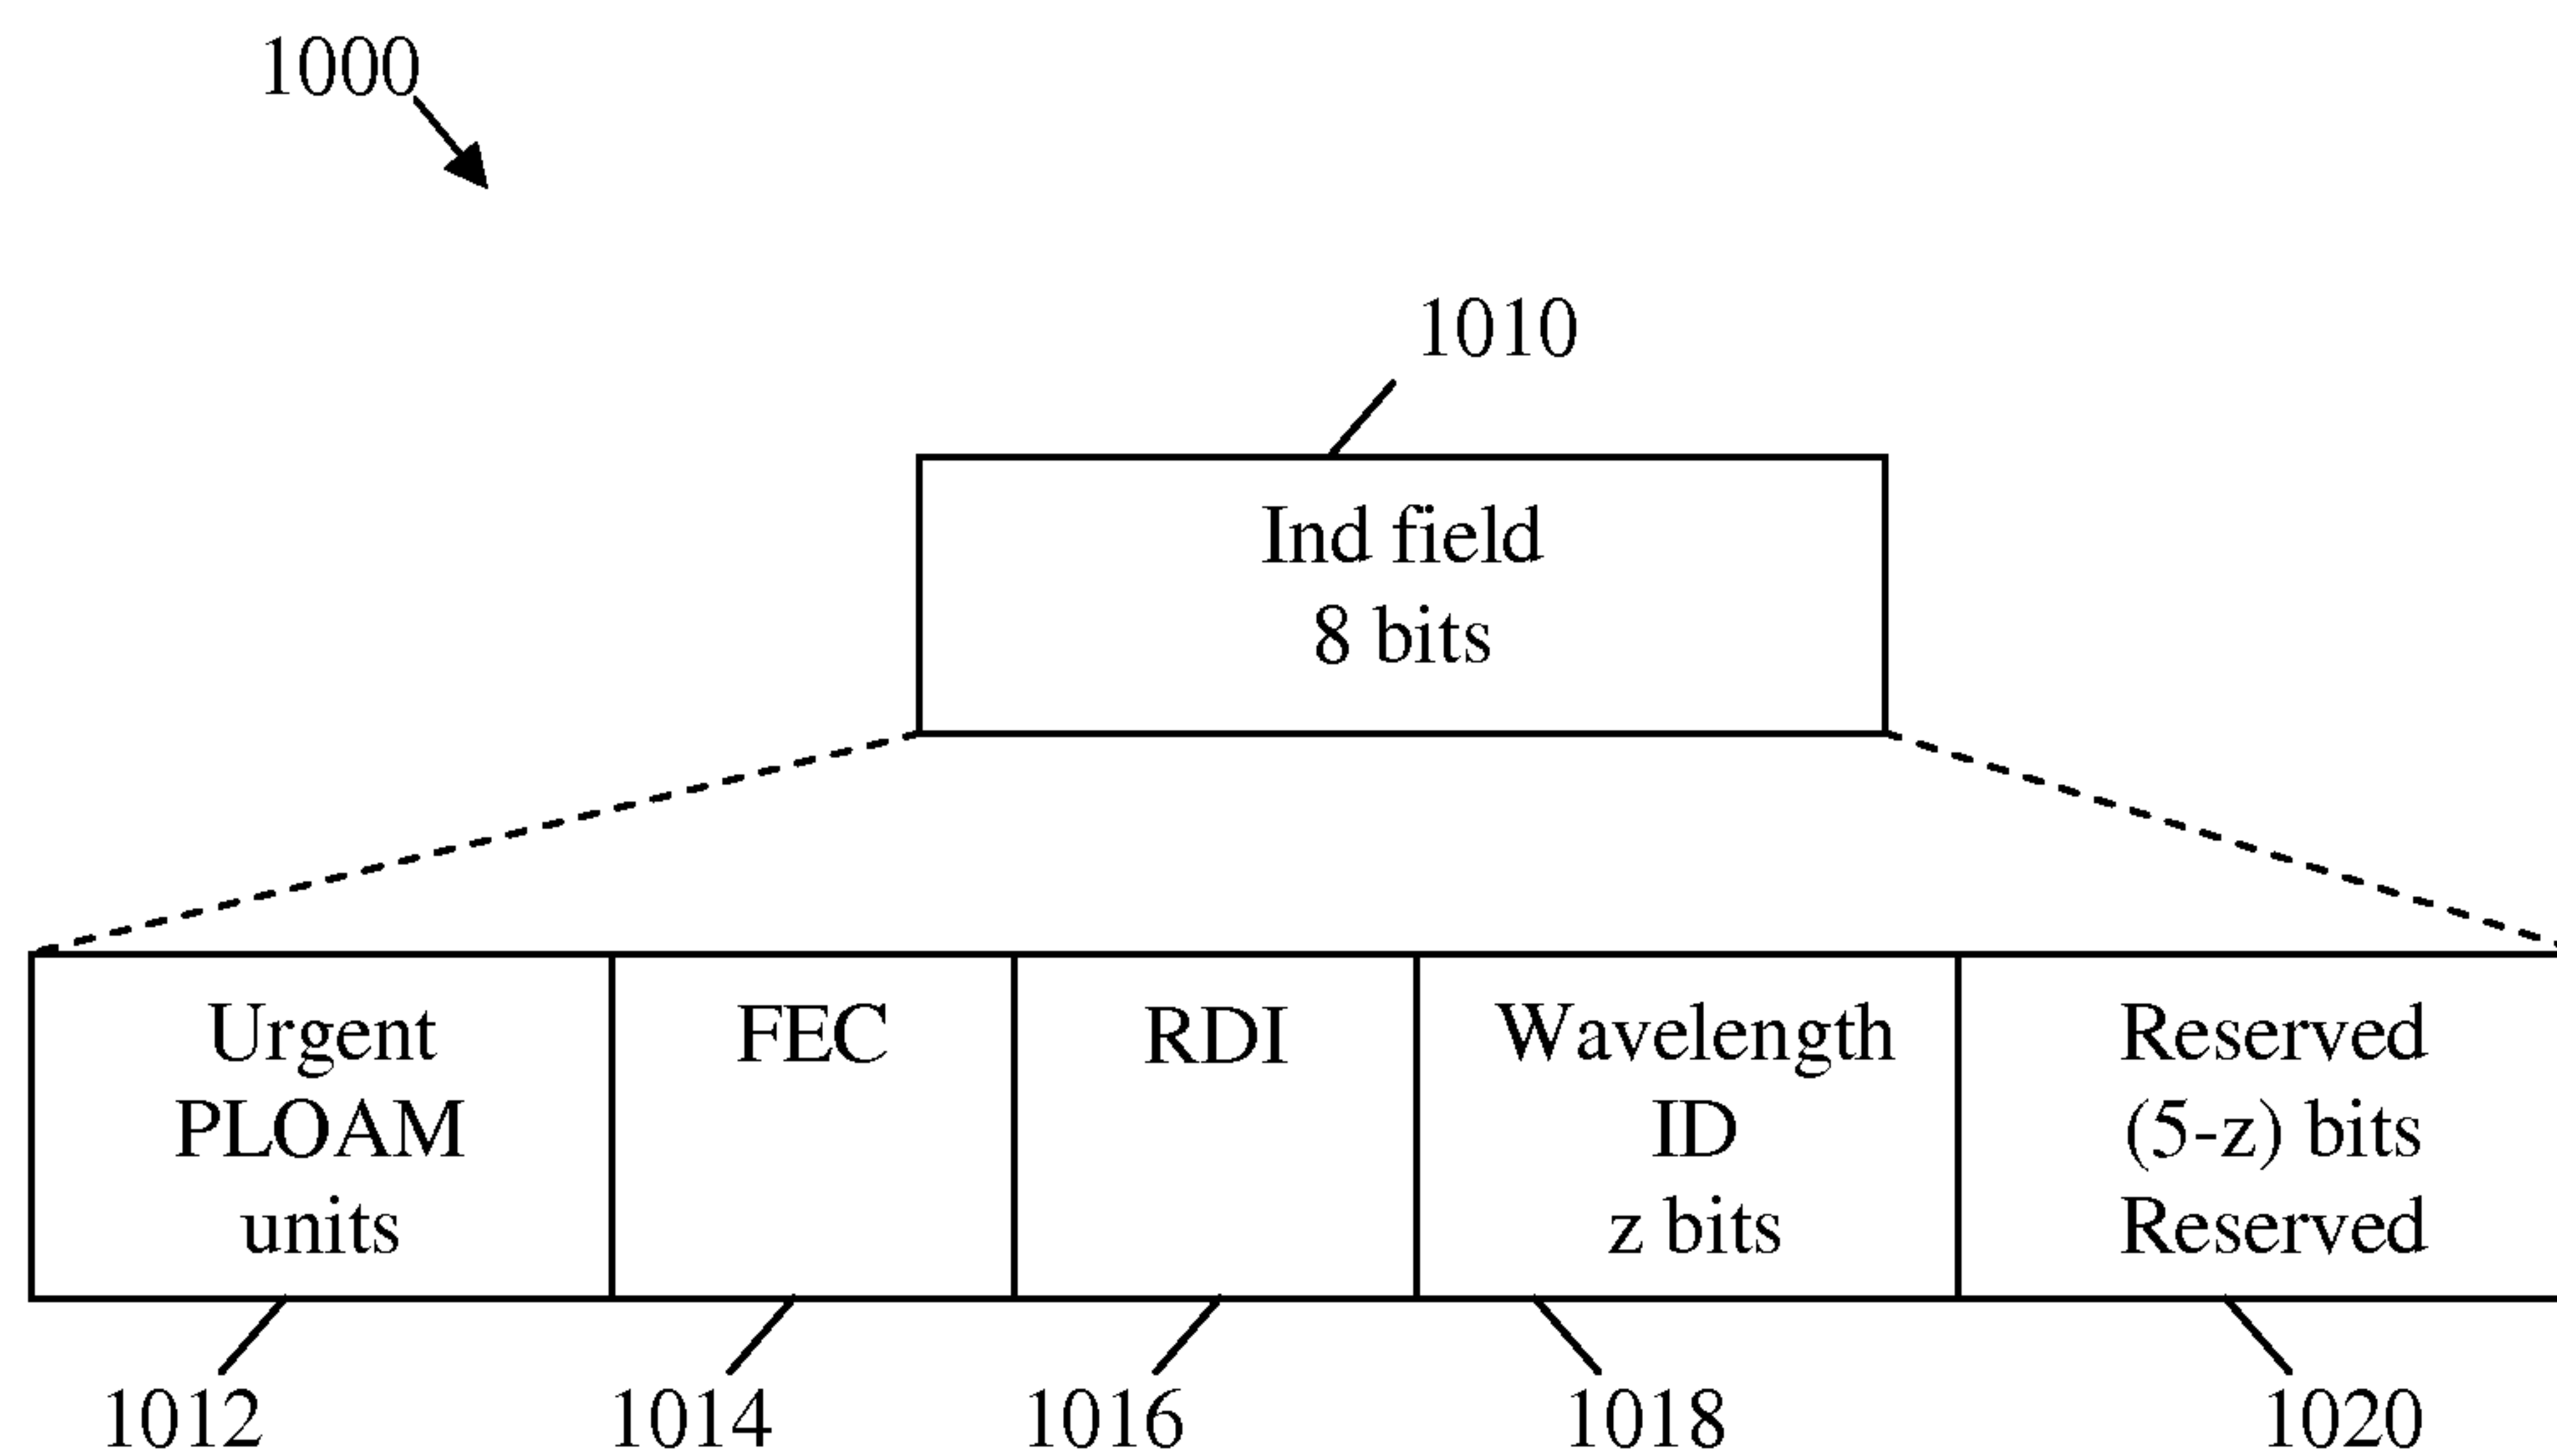 1000
1010
Ind field
8 bits
Urgent
PLOAM
units
FEC
RDI
Wavelength
ID
z bits
Reserved
(5-z) bits
Reserved
1012
1014
1016
1018
1020